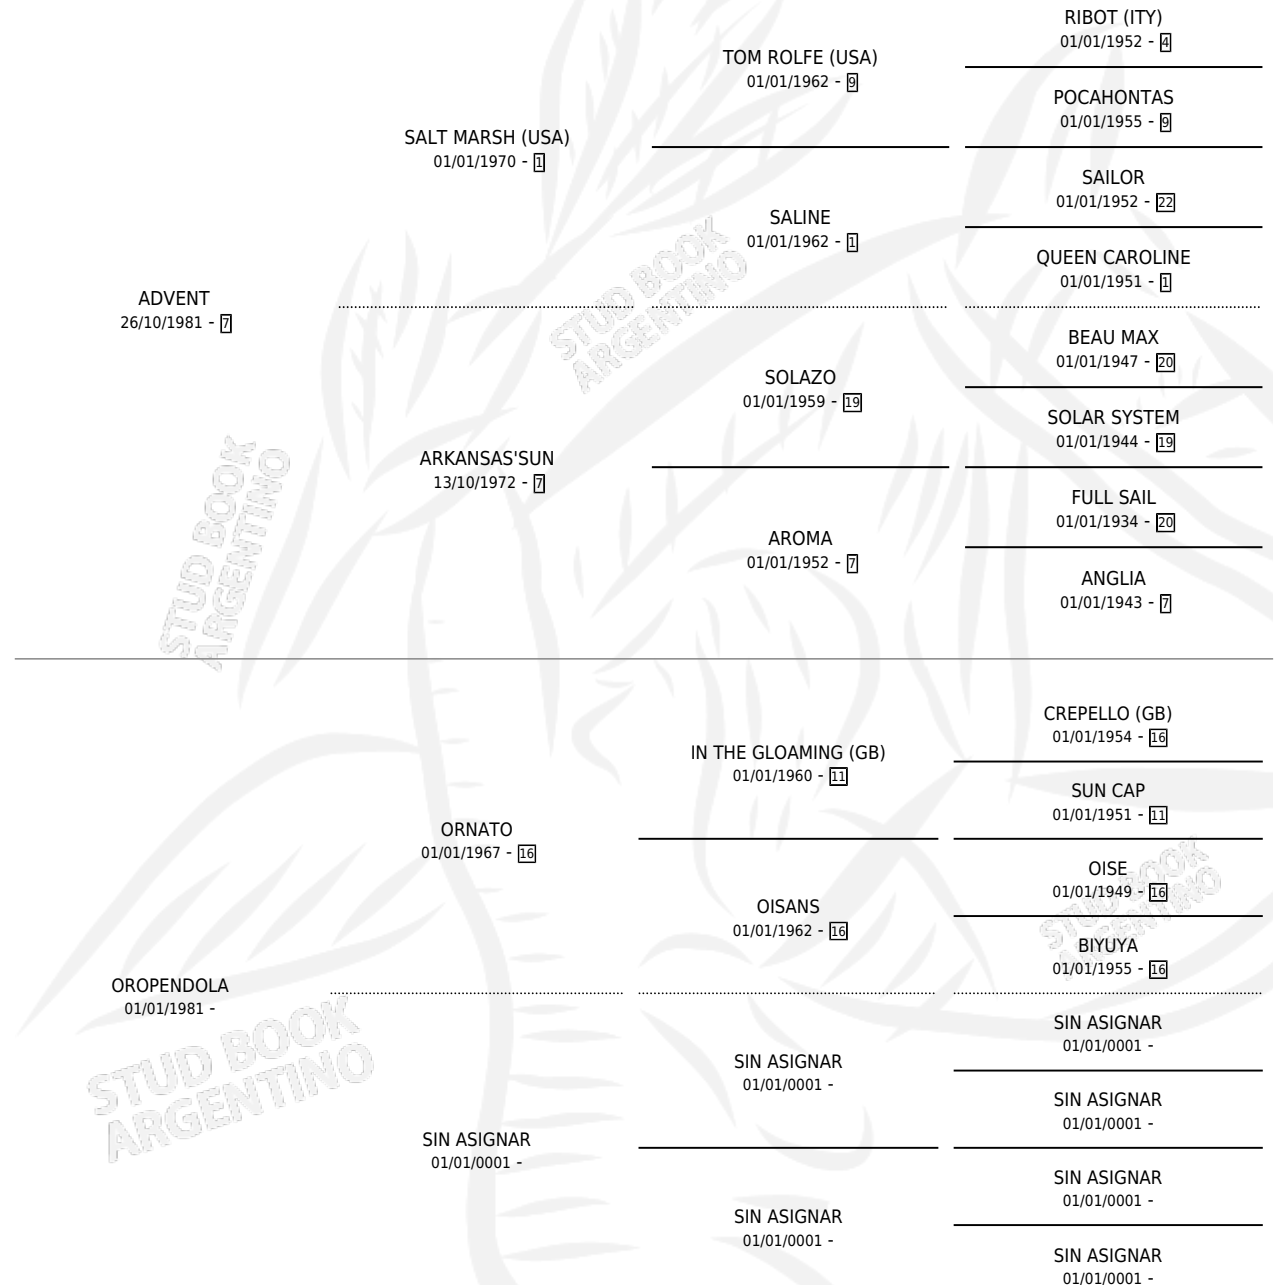 RIBOT (ITY)
01/01/1952 - 4
TOM ROLFE (USA)
01/01/1962 - 9
POCAHONTAS
01/01/1955 - 9
SALT MARSH (USA)
01/01/1970 - 1
SAILOR
01/01/1952 - 22
SALINE
01/01/1962 - 1
QUEEN CAROLINE
01/01/1951 - 1
ADVENT
26/10/1981 - 7
BEAU MAX
01/01/1947 - 20
SOLAZO
01/01/1959 - 19
SOLAR SYSTEM
01/01/1944 - 19
ARKANSAS'SUN
13/10/1972 - 7
FULL SAIL
01/01/1934 - 20
AROMA
01/01/1952 - 7
ANGLIA
01/01/1943 - 7
CREPELLO (GB)
01/01/1954 - 16
IN THE GLOAMING (GB)
01/01/1960 - 11
SUN CAP
01/01/1951 - 11
ORNATO
01/01/1967 - 16
OISE
01/01/1949 - 16
OISANS
01/01/1962 - 16
BIYUYA
01/01/1955 - 16
OROPENDOLA
01/01/1981 -
SIN ASIGNAR
01/01/0001 -
SIN ASIGNAR
01/01/0001 -
SIN ASIGNAR
01/01/0001 -
SIN ASIGNAR
01/01/0001 -
SIN ASIGNAR
01/01/0001 -
SIN ASIGNAR
01/01/0001 -
SIN ASIGNAR
01/01/0001 -
STUD BOOK
ARGENTINO
STUD BOOK
ARGENTINO
STUD BOOK
ARGENTINO
STUD BOOK
ARGENTINO